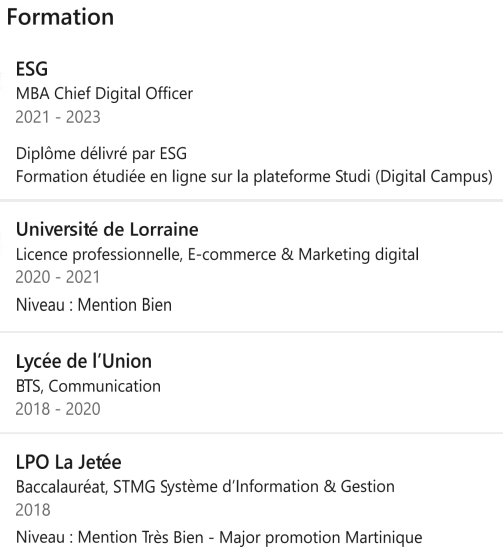 Formation
ESG
MBA Chief Digital Officer
2021 - 2023
Diplôme délivré par ESG
Formation étudiée en ligne sur la plateforme Studi (Digital Campus)
Université de Lorraine
Licence professionnelle, E-commerce & Marketing digital
2020 - 2021
Niveau : Mention Bien
Lycée de l'Union
BTS, Communication
2018 - 2020
LPO La Jetée
Baccalauréat, STMG Système d'Information & Gestion
2018
Niveau : Mention Très Bien - Major promotion Martinique